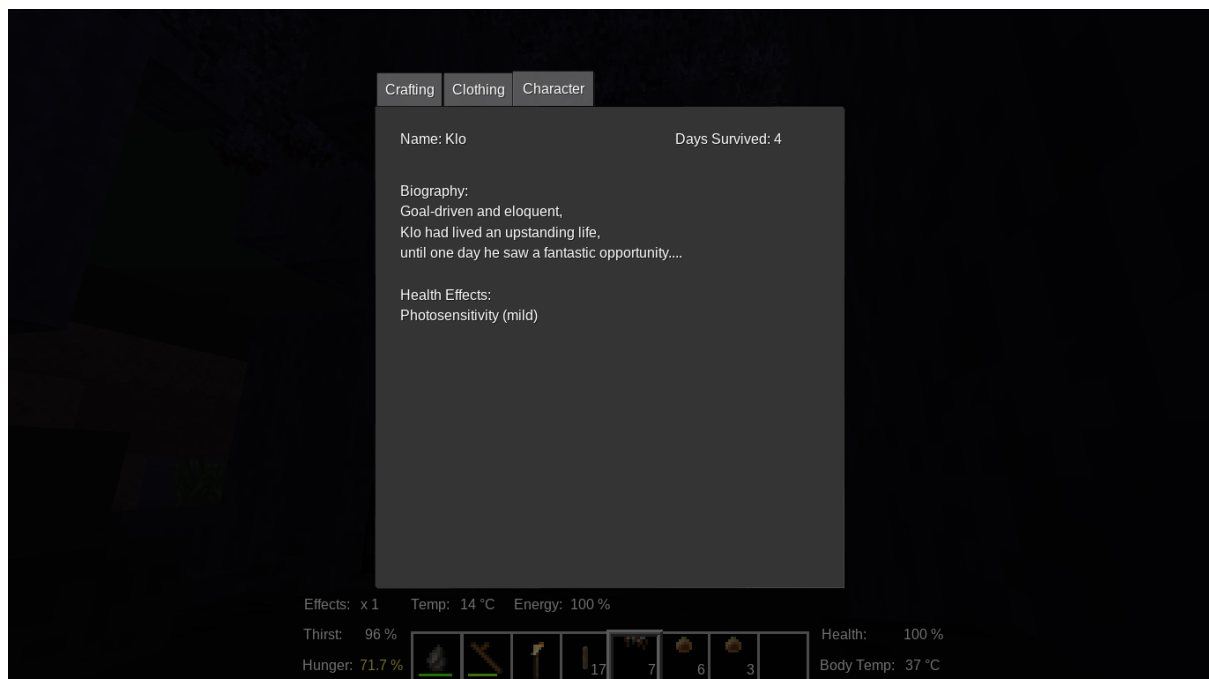 Crafting Clothing Character
Name: Klo Days Survived: 4
Biography:
Goal-driven and eloquent,
Klo had lived an upstanding life,
until one day he saw a fantastic opportunity....
Health Effects:
Photosensitivity (mild)
Effects: x 1 Temp: 14 °C Energy: 100 %
Thirst: 96 % Health: 100 %
Hunger: 71.7 % 17 7 6 3 Body Temp: 37 °C